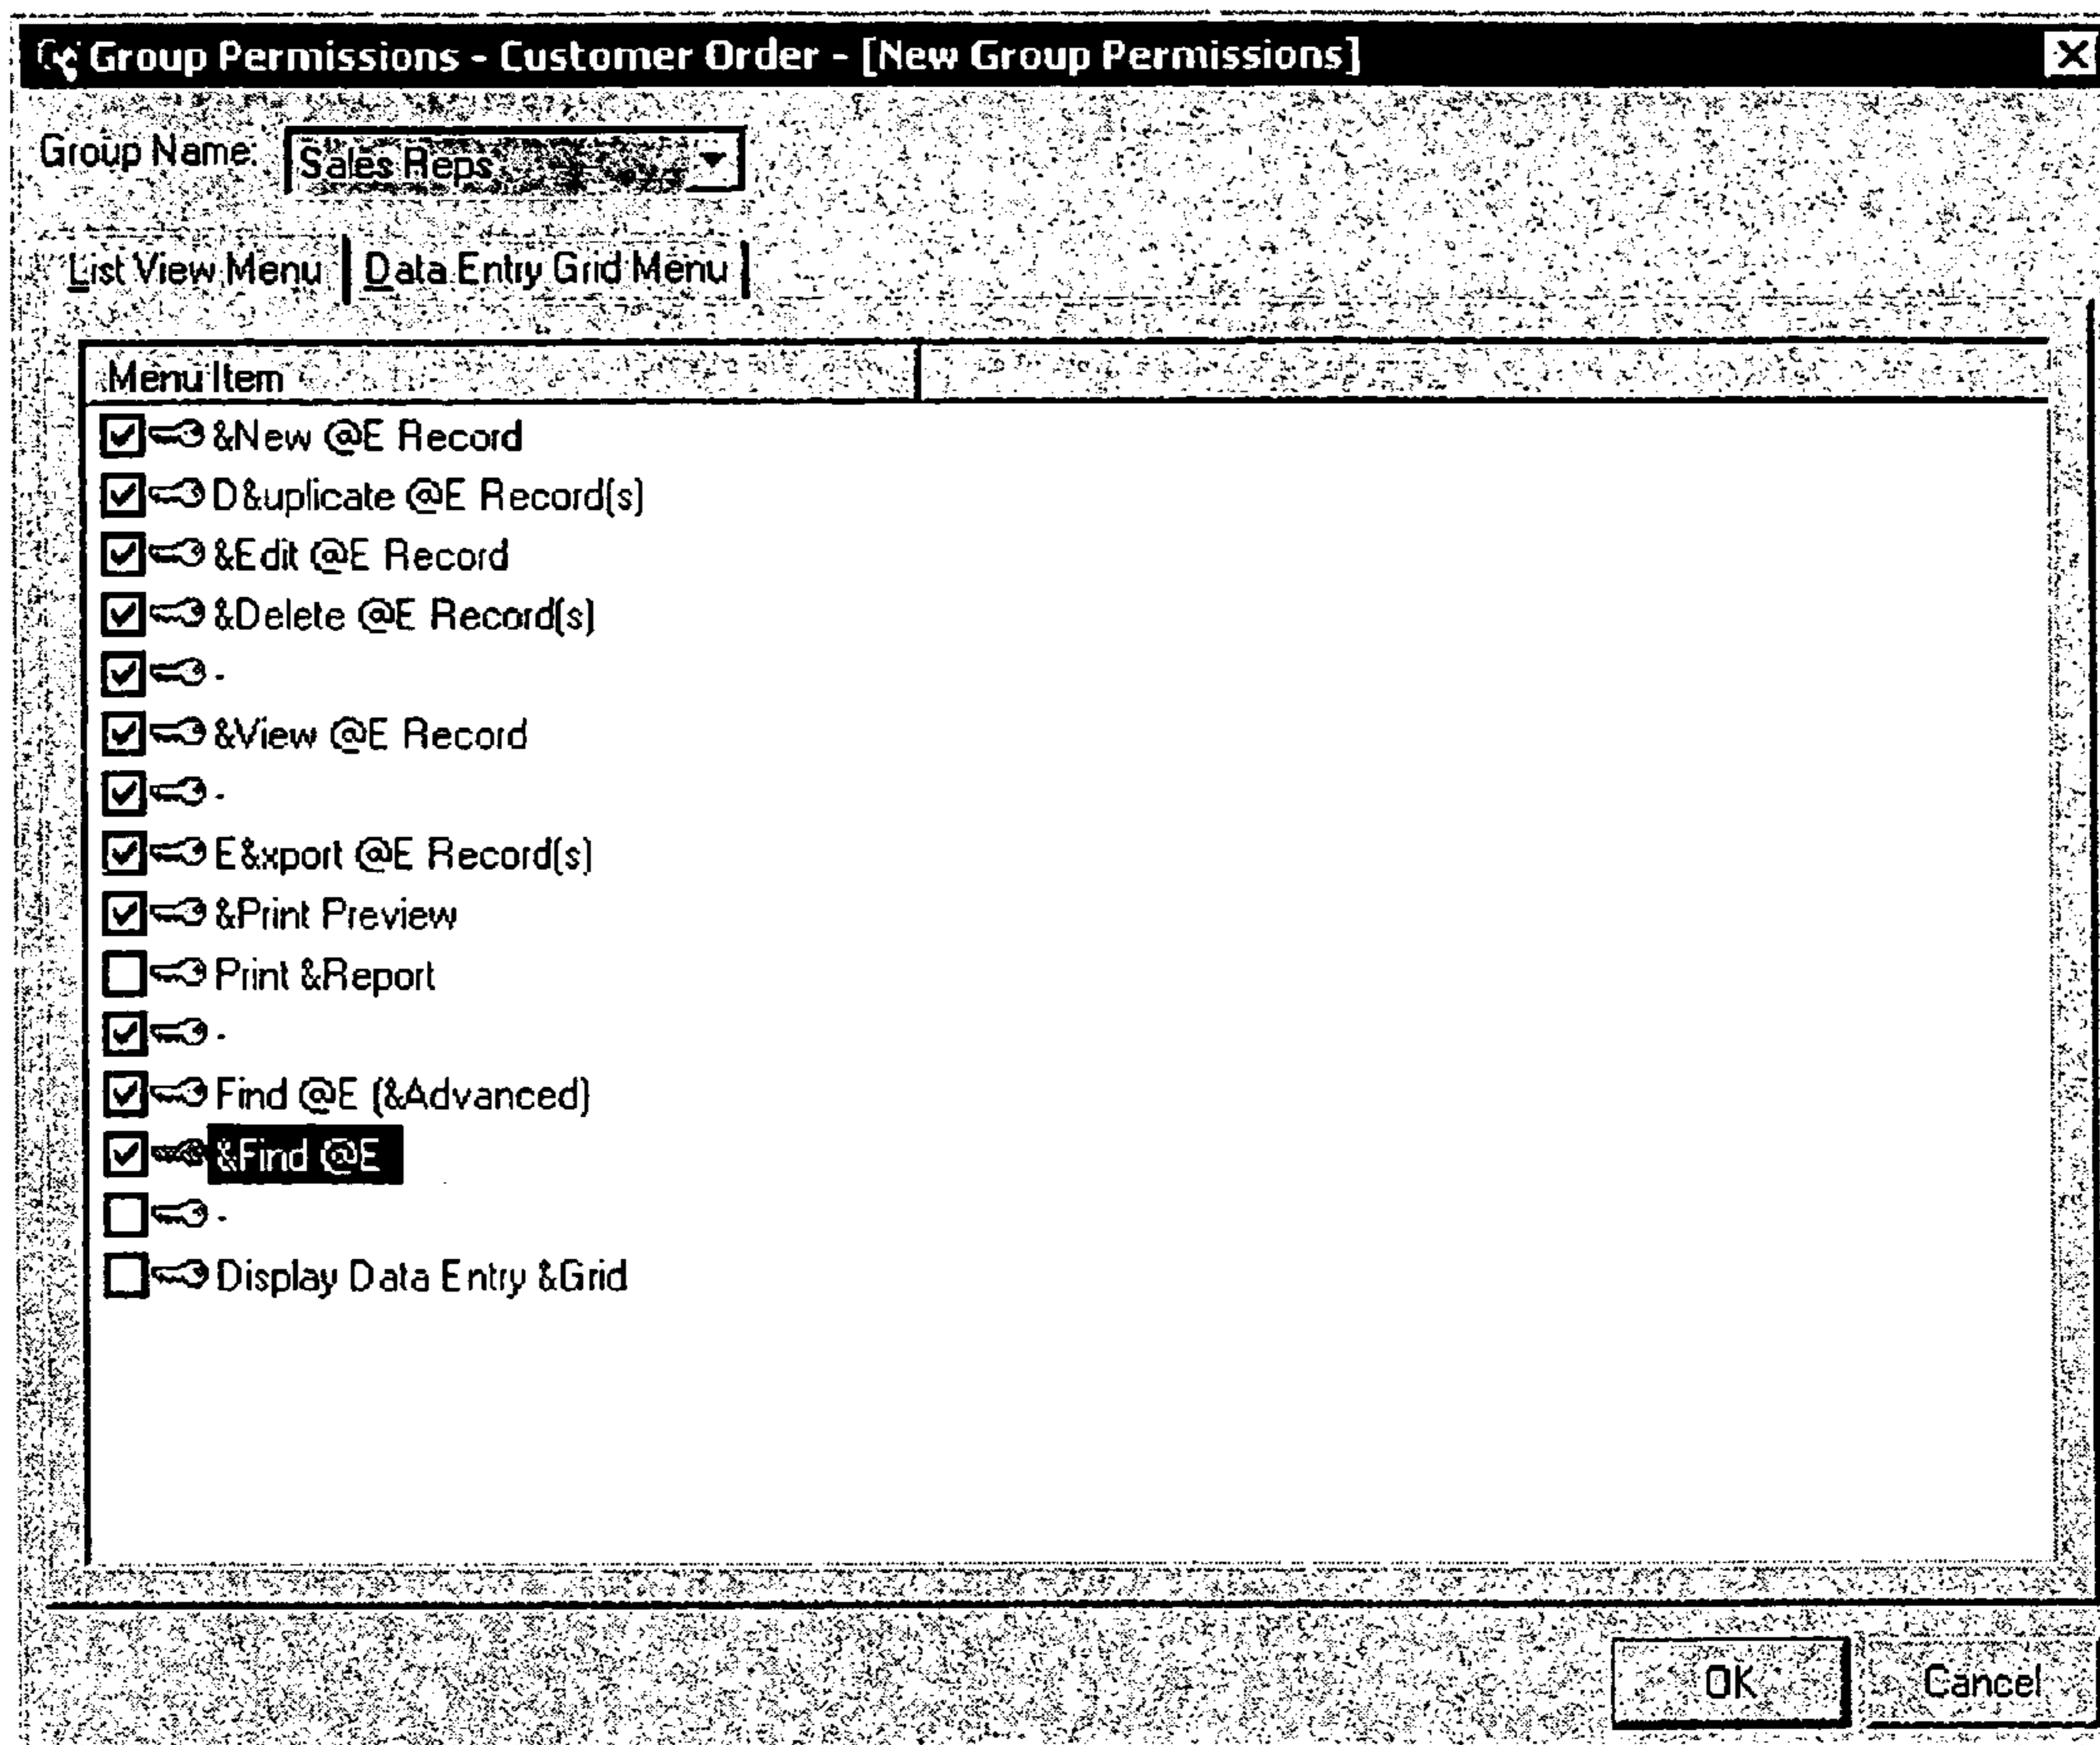 Group Permissions - Customer Order - [New Group Permissions]
Group Name: Sales Reps
List View Menu Data Entry Grid Menu
Menu Item
&New @E Record
D&uplicate @E Record(s)
&Edit @E Record
&Delete @E Record(s)
-
&View @E Record
-
E&xport @E Record(s)
&Print Preview
Print &Report
-
Find @E (&Advanced)
&Find @E
-
Display Data Entry &Grid
OK Cancel